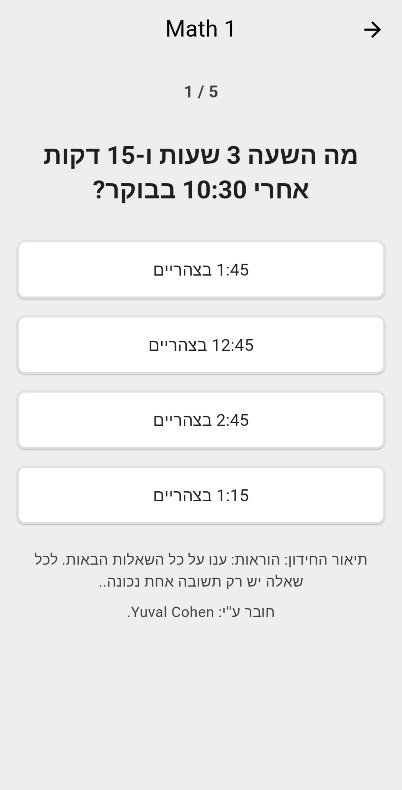 Math 1
1 / 5
מה השעה 3 שעות ו-15 דקות
אחרי 10:30 בבוקר?
1:45 בצהריים
12:45 בצהריים
2:45 בצהריים
1:15 בצהריים
תיאור החידון: הוראות: ענו על כל השאלות הבאות. לכל
שאלה יש רק תשובה אחת נכונה..
חובר ע"י: Yuval Cohen.